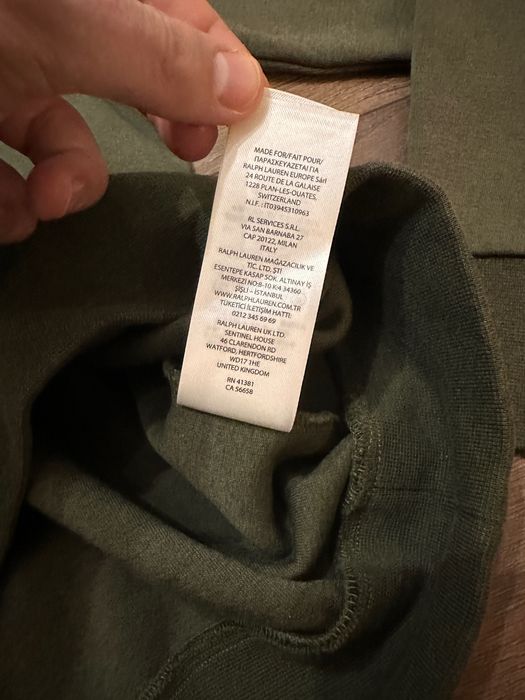 MADE FOR/FAIT POUR/
ΠΑΡΑΣΚΕΥΑΖΕΤΑΙ ΓΙΑ
RALPH LAUREN EUROPE Sàrl
24 ROUTE DE LA GALAISE
1228 PLAN-LES-OUATES,
SWITZERLAND
N.I.F. : IT03945310963
RL SERVICES S.R.L.
VIA SAN BARNABA 27
CAP 20122, MILAN
ITALY
RALPH LAUREN MAĞAZACILIK VE
TİC. LTD, ŞTİ
ESENTEPE KASAP SOK. ALTINAY İŞ
MERKEZİ NO:8-10 K:4 34360
ŞİŞLİ – İSTANBUL
WWW.RALPHLAUREN.COM.TR
TÜKETİCİ İLETİŞİM HATTI:
0212 345 69 69
RALPH LAUREN UK LTD.
SENTINEL HOUSE
46 CLARENDON RD
WATFORD, HERTFORDSHIRE
WD17 1HE
UNITED KINGDOM
RN 41381
CA 56658